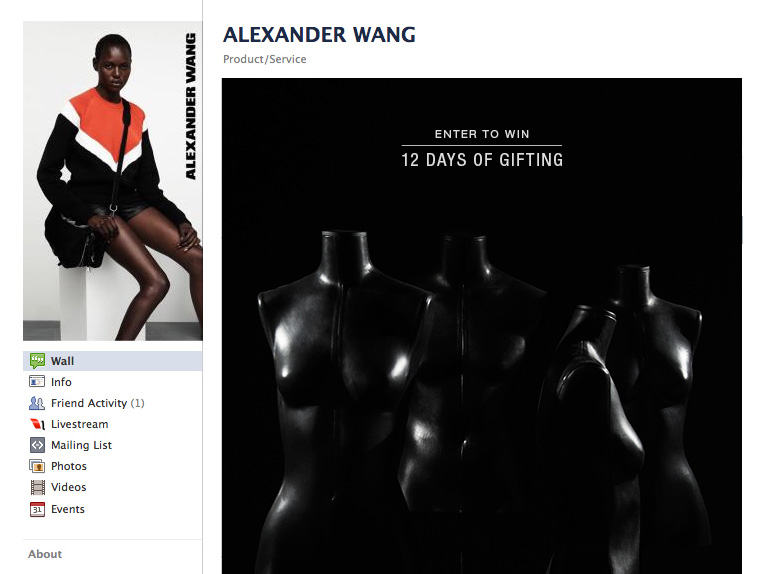 ALEXANDER WANG
ALEXANDER WANG
Product/Service
ENTER TO WIN
12 DAYS OF GIFTING
Wall
Info
Friend Activity (1)
Livestream
Mailing List
Photos
Videos
31 Events
About